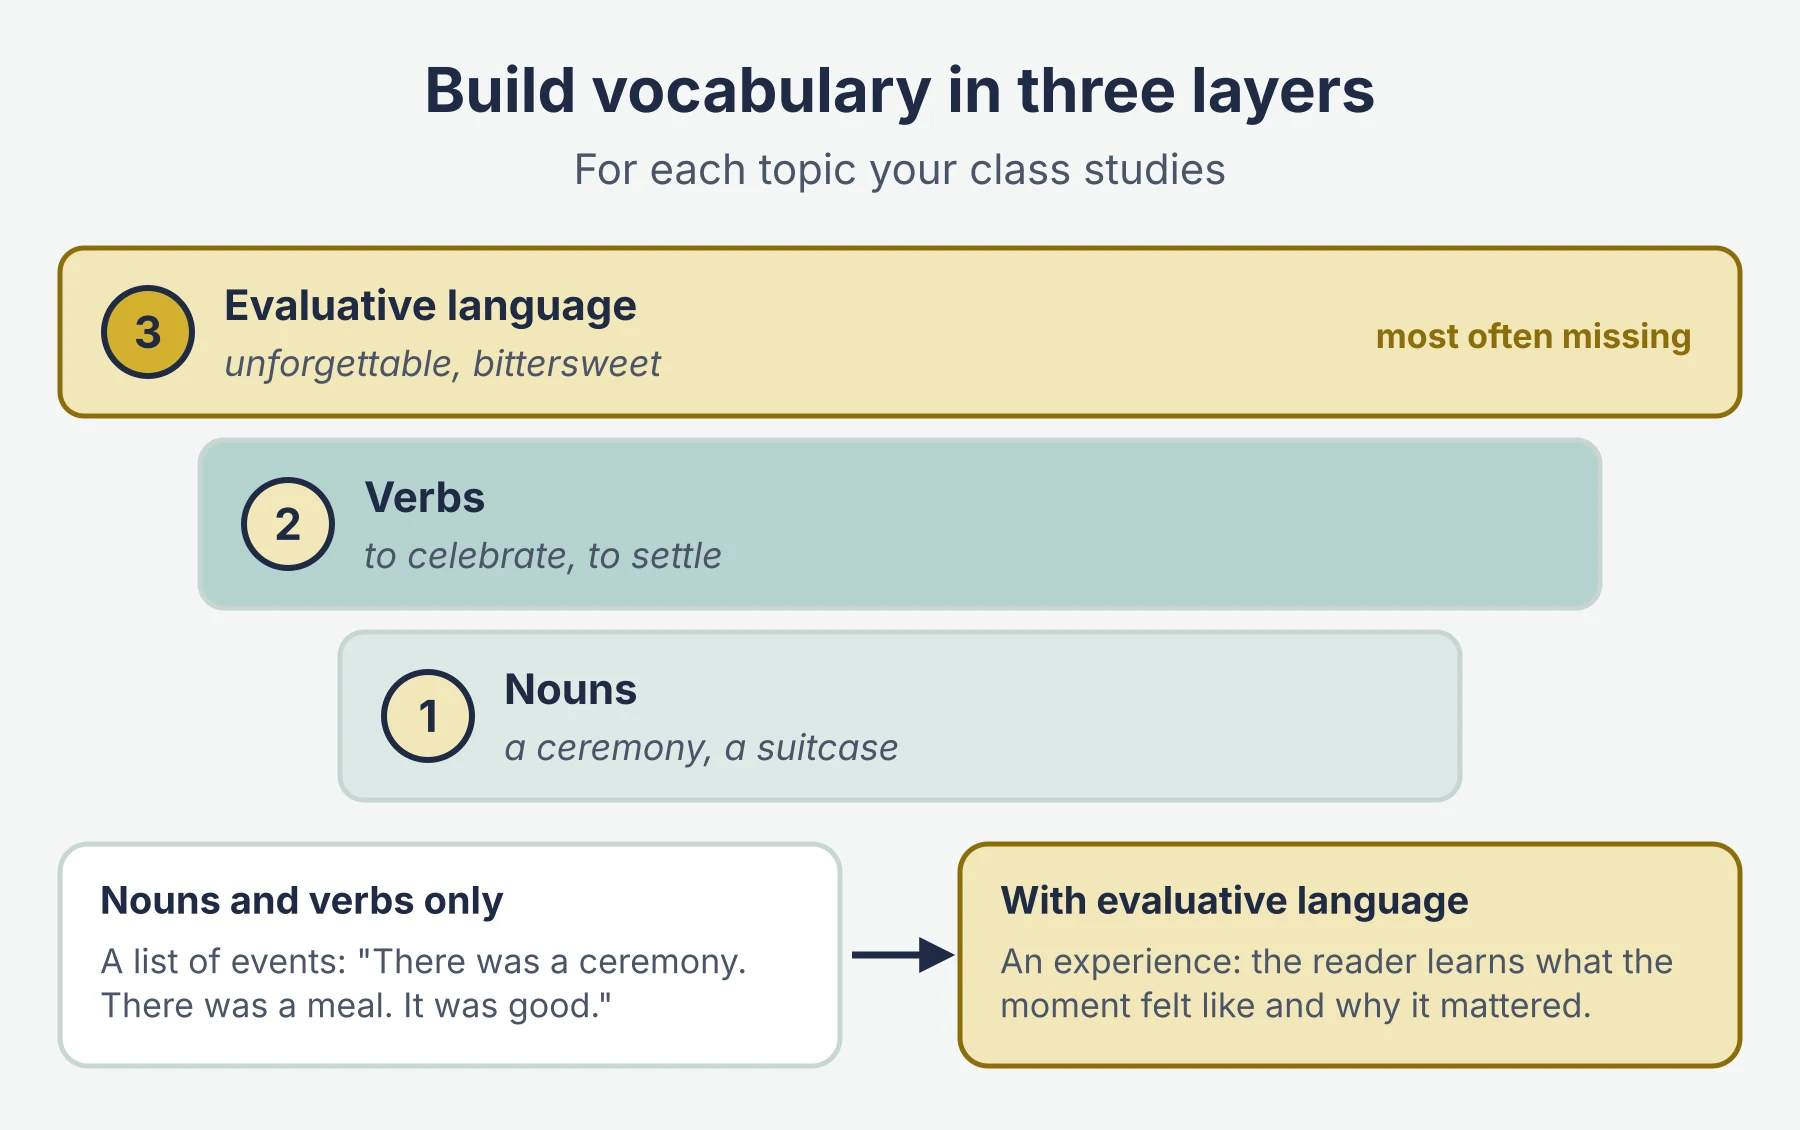 Build vocabulary in three layers
For each topic your class studies
3
Evaluative language
unforgettable, bittersweet
most often missing
2
Verbs
to celebrate, to settle
1
Nouns
a ceremony, a suitcase
Nouns and verbs only
A list of events: "There was a ceremony.
There was a meal. It was good."
With evaluative language
An experience: the reader learns what the
moment felt like and why it mattered.